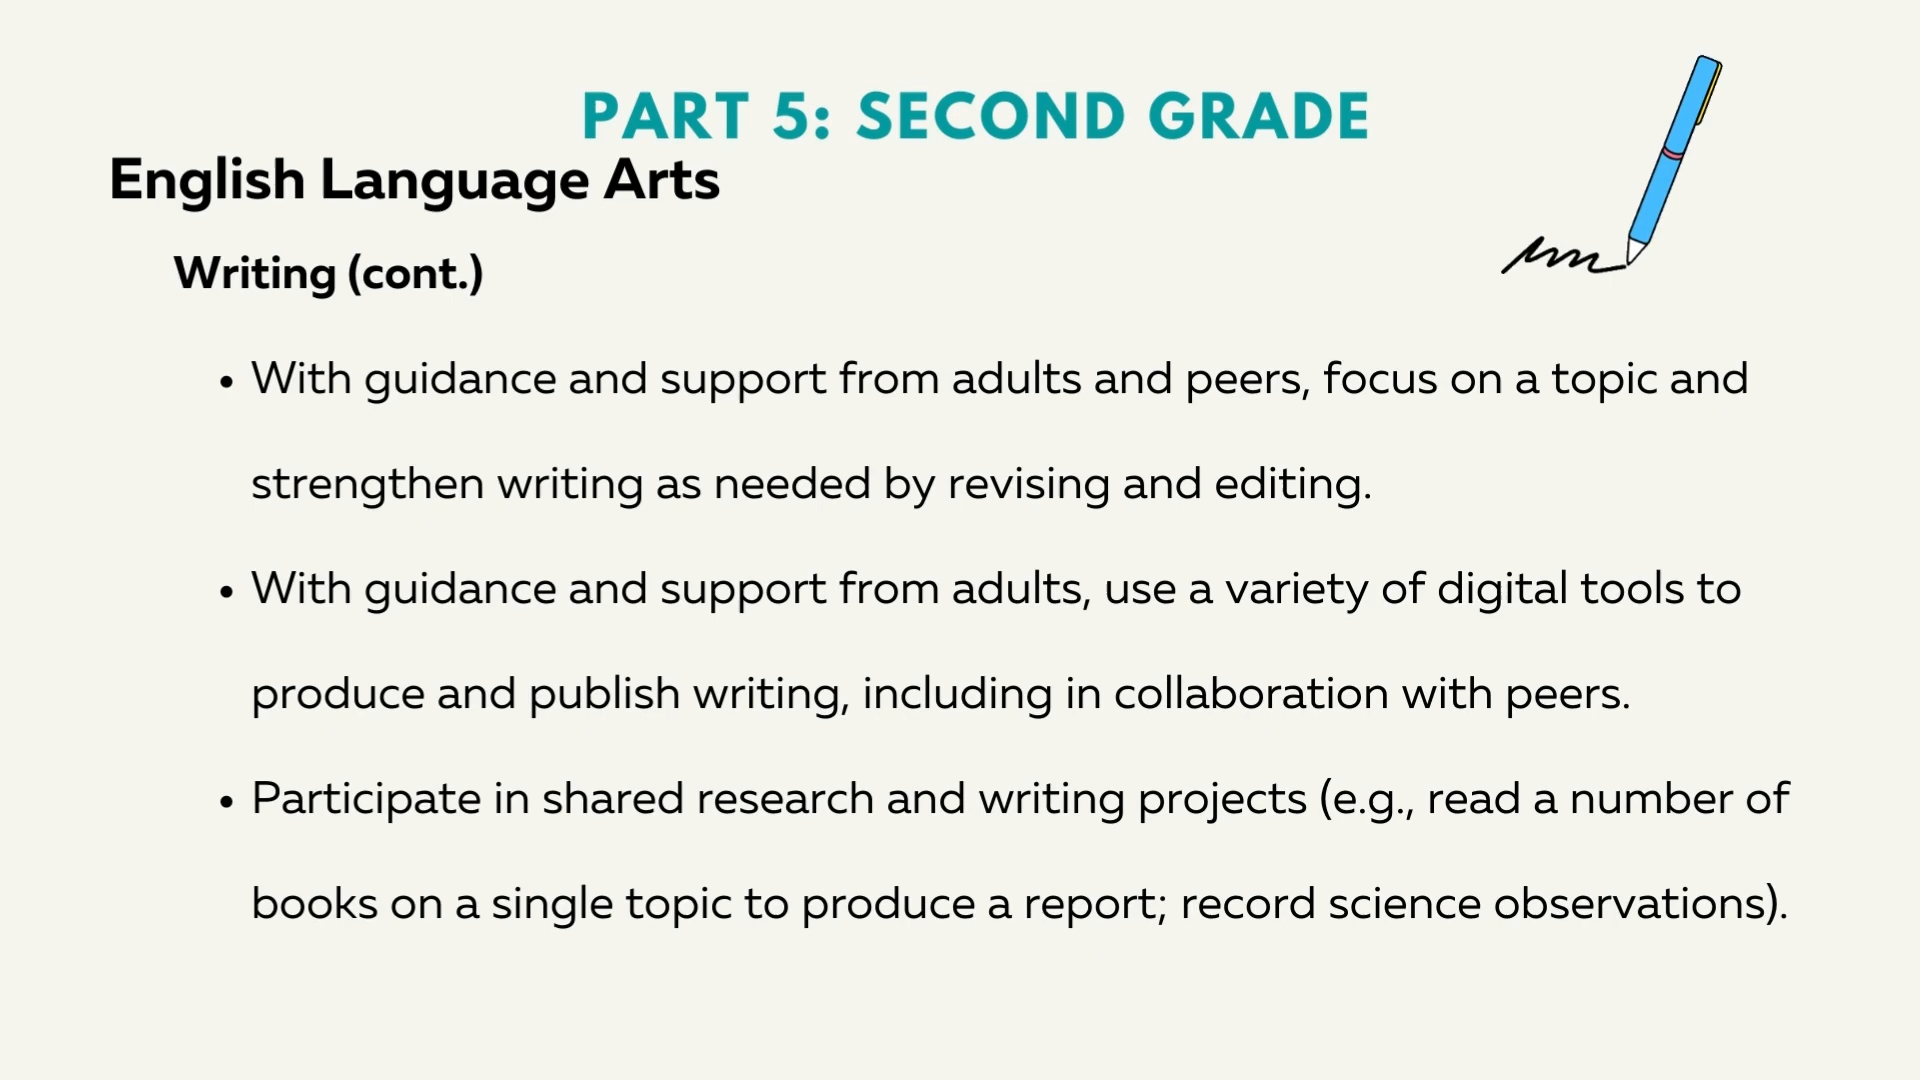 PART 5: SECOND GRADE
English Language Arts
Writing (cont.)
• With guidance and support from adults and peers, focus on a topic and
strengthen writing as needed by revising and editing.
• With guidance and support from adults, use a variety of digital tools to
produce and publish writing, including in collaboration with peers.
• Participate in shared research and writing projects (e.g., read a number of
books on a single topic to produce a report; record science observations).